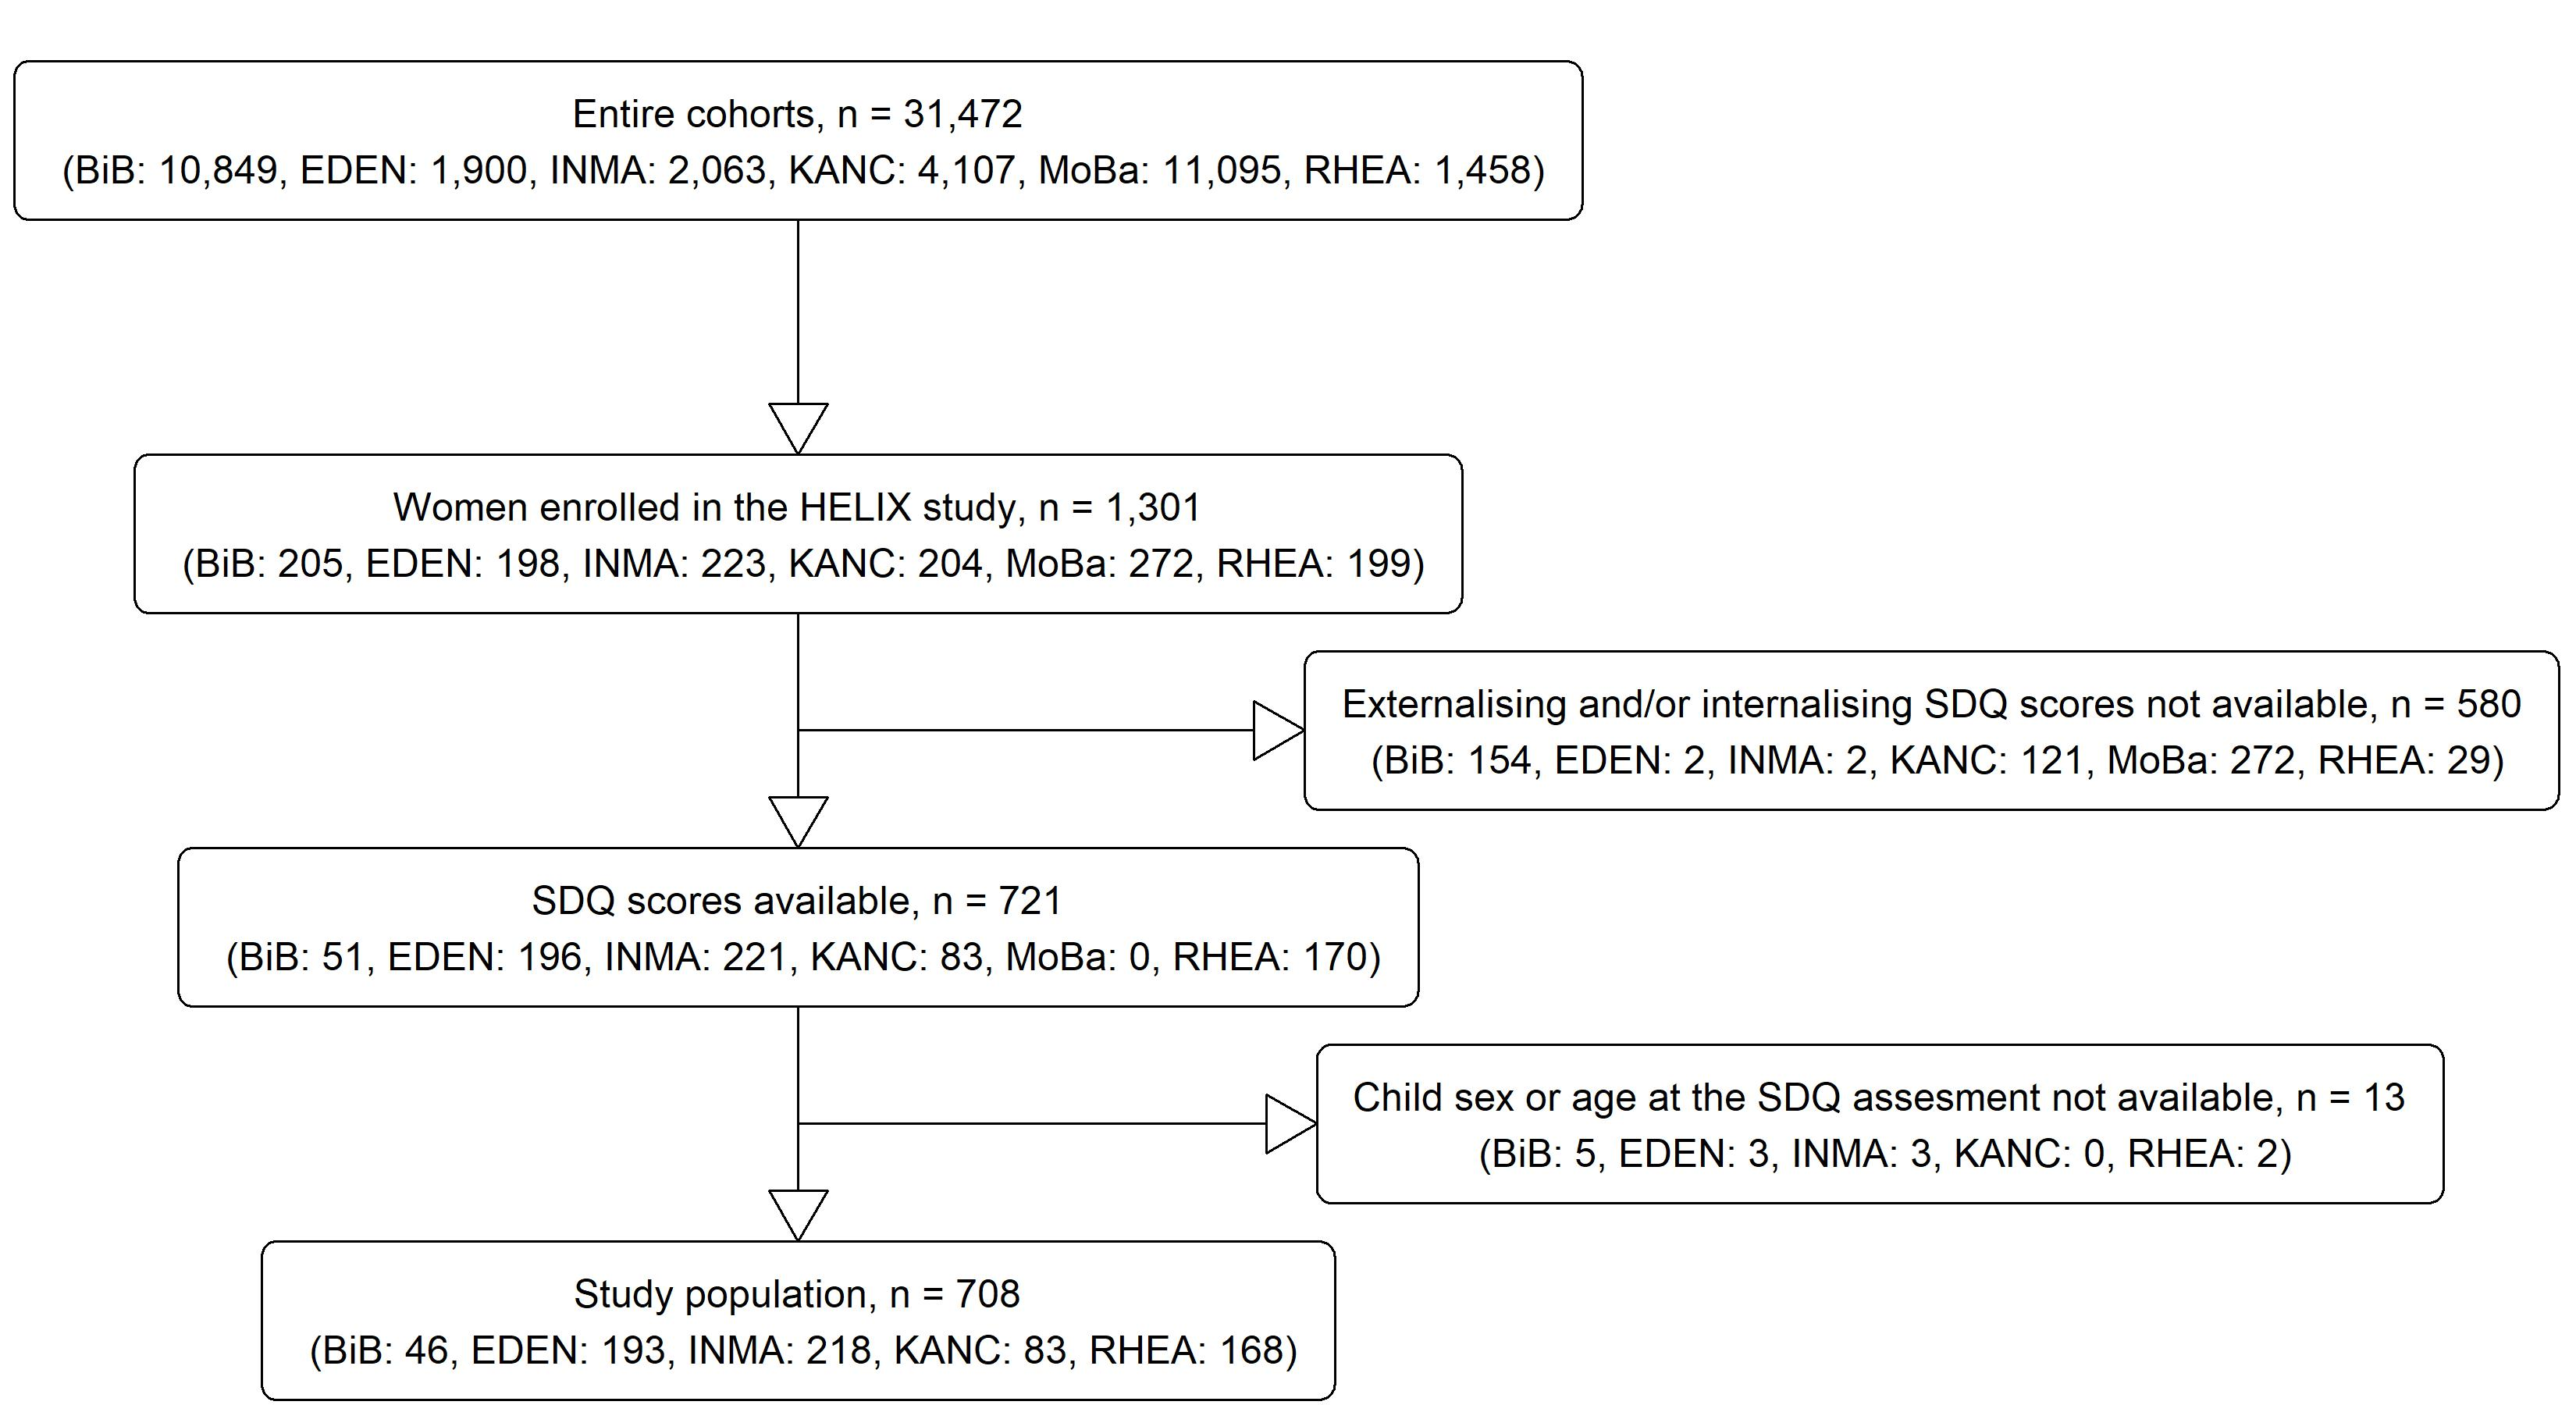 Entire cohorts, n = 31,472
(BiB: 10,849, EDEN: 1,900, INMA: 2,063, KANC: 4,107, MoBa: 11,095, RHEA: 1,458)
Women enrolled in the HELIX study, n = 1,301
(BiB: 205, EDEN: 198, INMA: 223, KANC: 204, MoBa: 272, RHEA: 199)
Externalising and/or internalising SDQ scores not available, n = 580
(BiB: 154, EDEN: 2, INMA: 2, KANC: 121, MoBa: 272, RHEA: 29)
SDQ scores available, n = 721
(BiB: 51, EDEN: 196, INMA: 221, KANC: 83, MoBa: 0, RHEA: 170)
Child sex or age at the SDQ assesment not available, n = 13
(BiB: 5, EDEN: 3, INMA: 3, KANC: 0, RHEA: 2)
Study population, n = 708
(BiB: 46, EDEN: 193, INMA: 218, KANC: 83, RHEA: 168)